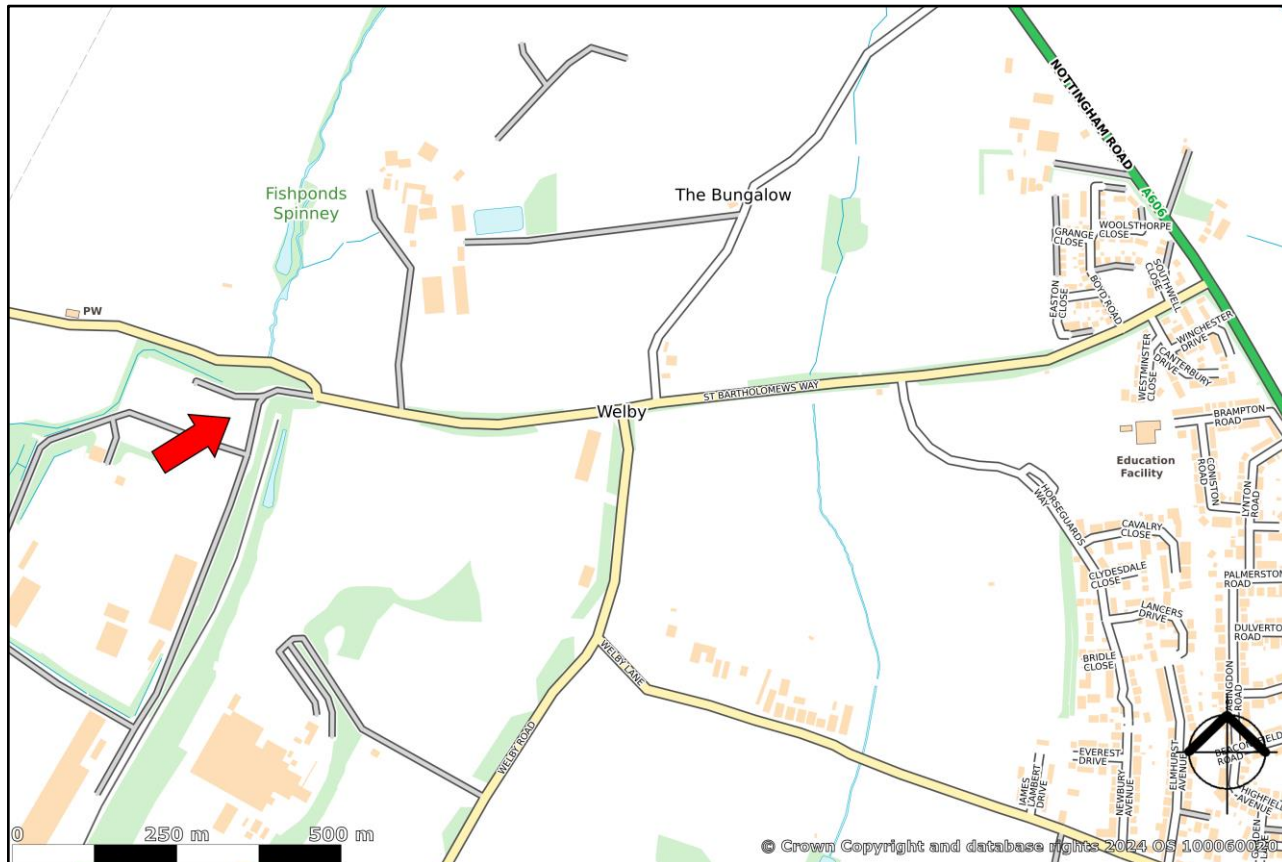 NOTTINGHAM ROAD
A606
Fishponds
Spinney
The Bungalow
WOOLSTHORPE
CLOSE
GRANGE
CLOSE
SOUTHWELL
CLOSE
BOYD ROAD
EASTON
CLOSE
PW
WINCHESTER
DRIVE
CANTERBURY
DRIVE
WESTMINSTER
CLOSE
ST BARTHOLOMEWS WAY
Welby
BRAMPTON
ROAD
Education
Facility
CONISTON
ROAD
LYNTON
ROAD
HORSEGUARDS
WAY
CAVALRY
CLOSE
CLYDESDALE
CLOSE
PALMERSTON
ROAD
LANCERS
DRIVE
DULVERTO
ROAD
BRIDLE
CLOSE
WELBY LANE
ABINGDON
ROAD
WELBY ROAD
BEACONSFIELD
ROAD
EVEREST
DRIVE
JAMES
LAMBERT
DRIVE
NEWBURY
AVENUE
ELMHURST
AVENUE
HIGHFIELD
AVENUE
0 250 m 500 m
© Crown Copyright and database rights 2024 OS 100060020